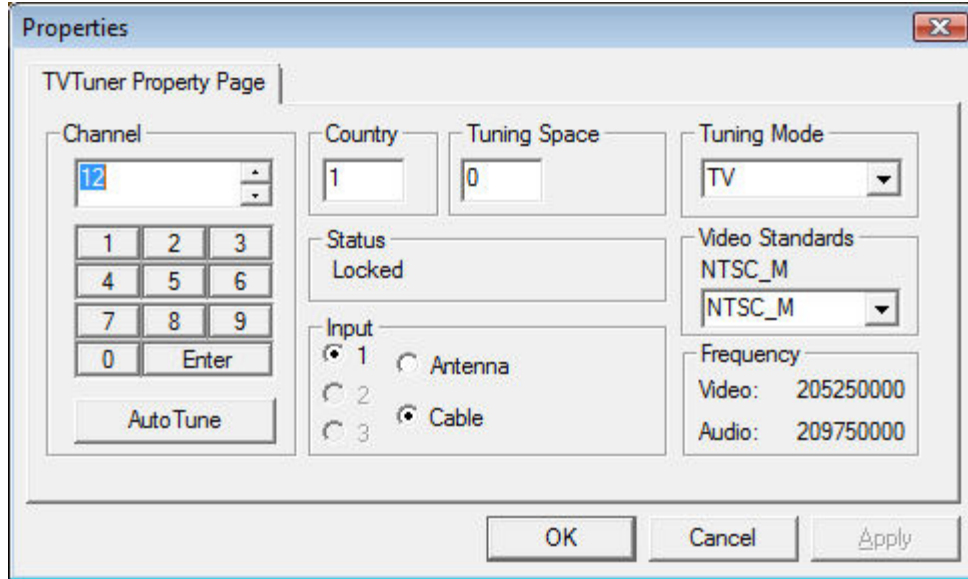 Properties
TVTuner Property Page
Channel
12
1 2 3
4 5 6
7 8 9
0 Enter
AutoTune
Country
1
Tuning Space
0
Status
Locked
Input
1
2
3
Antenna
Cable
Tuning Mode
TV
Video Standards
NTSC_M
NTSC_M
Frequency
Video: 205250000
Audio: 209750000
OK Cancel Apply